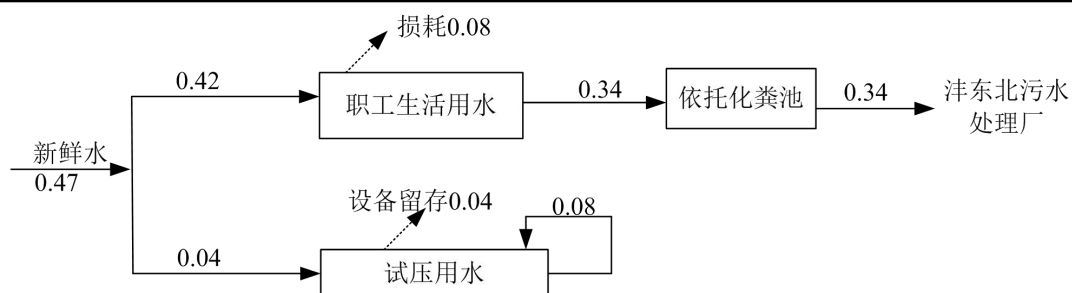 损耗0.08
0.42
职工生活用水
0.34
依托化粪池
0.34
沣东北污水
处理厂
新鲜水
0.47
设备留存0.04
0.08
0.04
试压用水